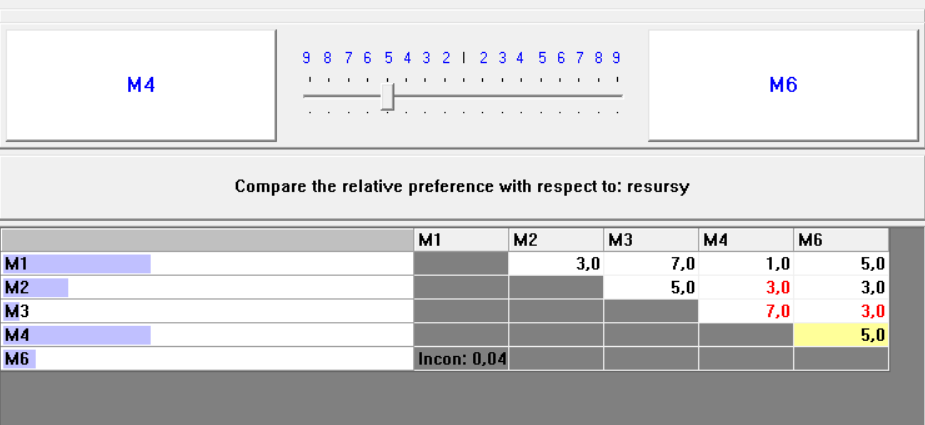 9 8 7 6 5 4 3 2 | 2 3 4 5 6 7 8 9
M4 M6
Compare the relative preference with respect to: resursy
M1 M2 M3 M4 M6
M1 3,0 7,0 1,0 5,0
M2 5,0 3,0 3,0
M3 7,0 3,0
M4 5,0
M6 Incon: 0,04